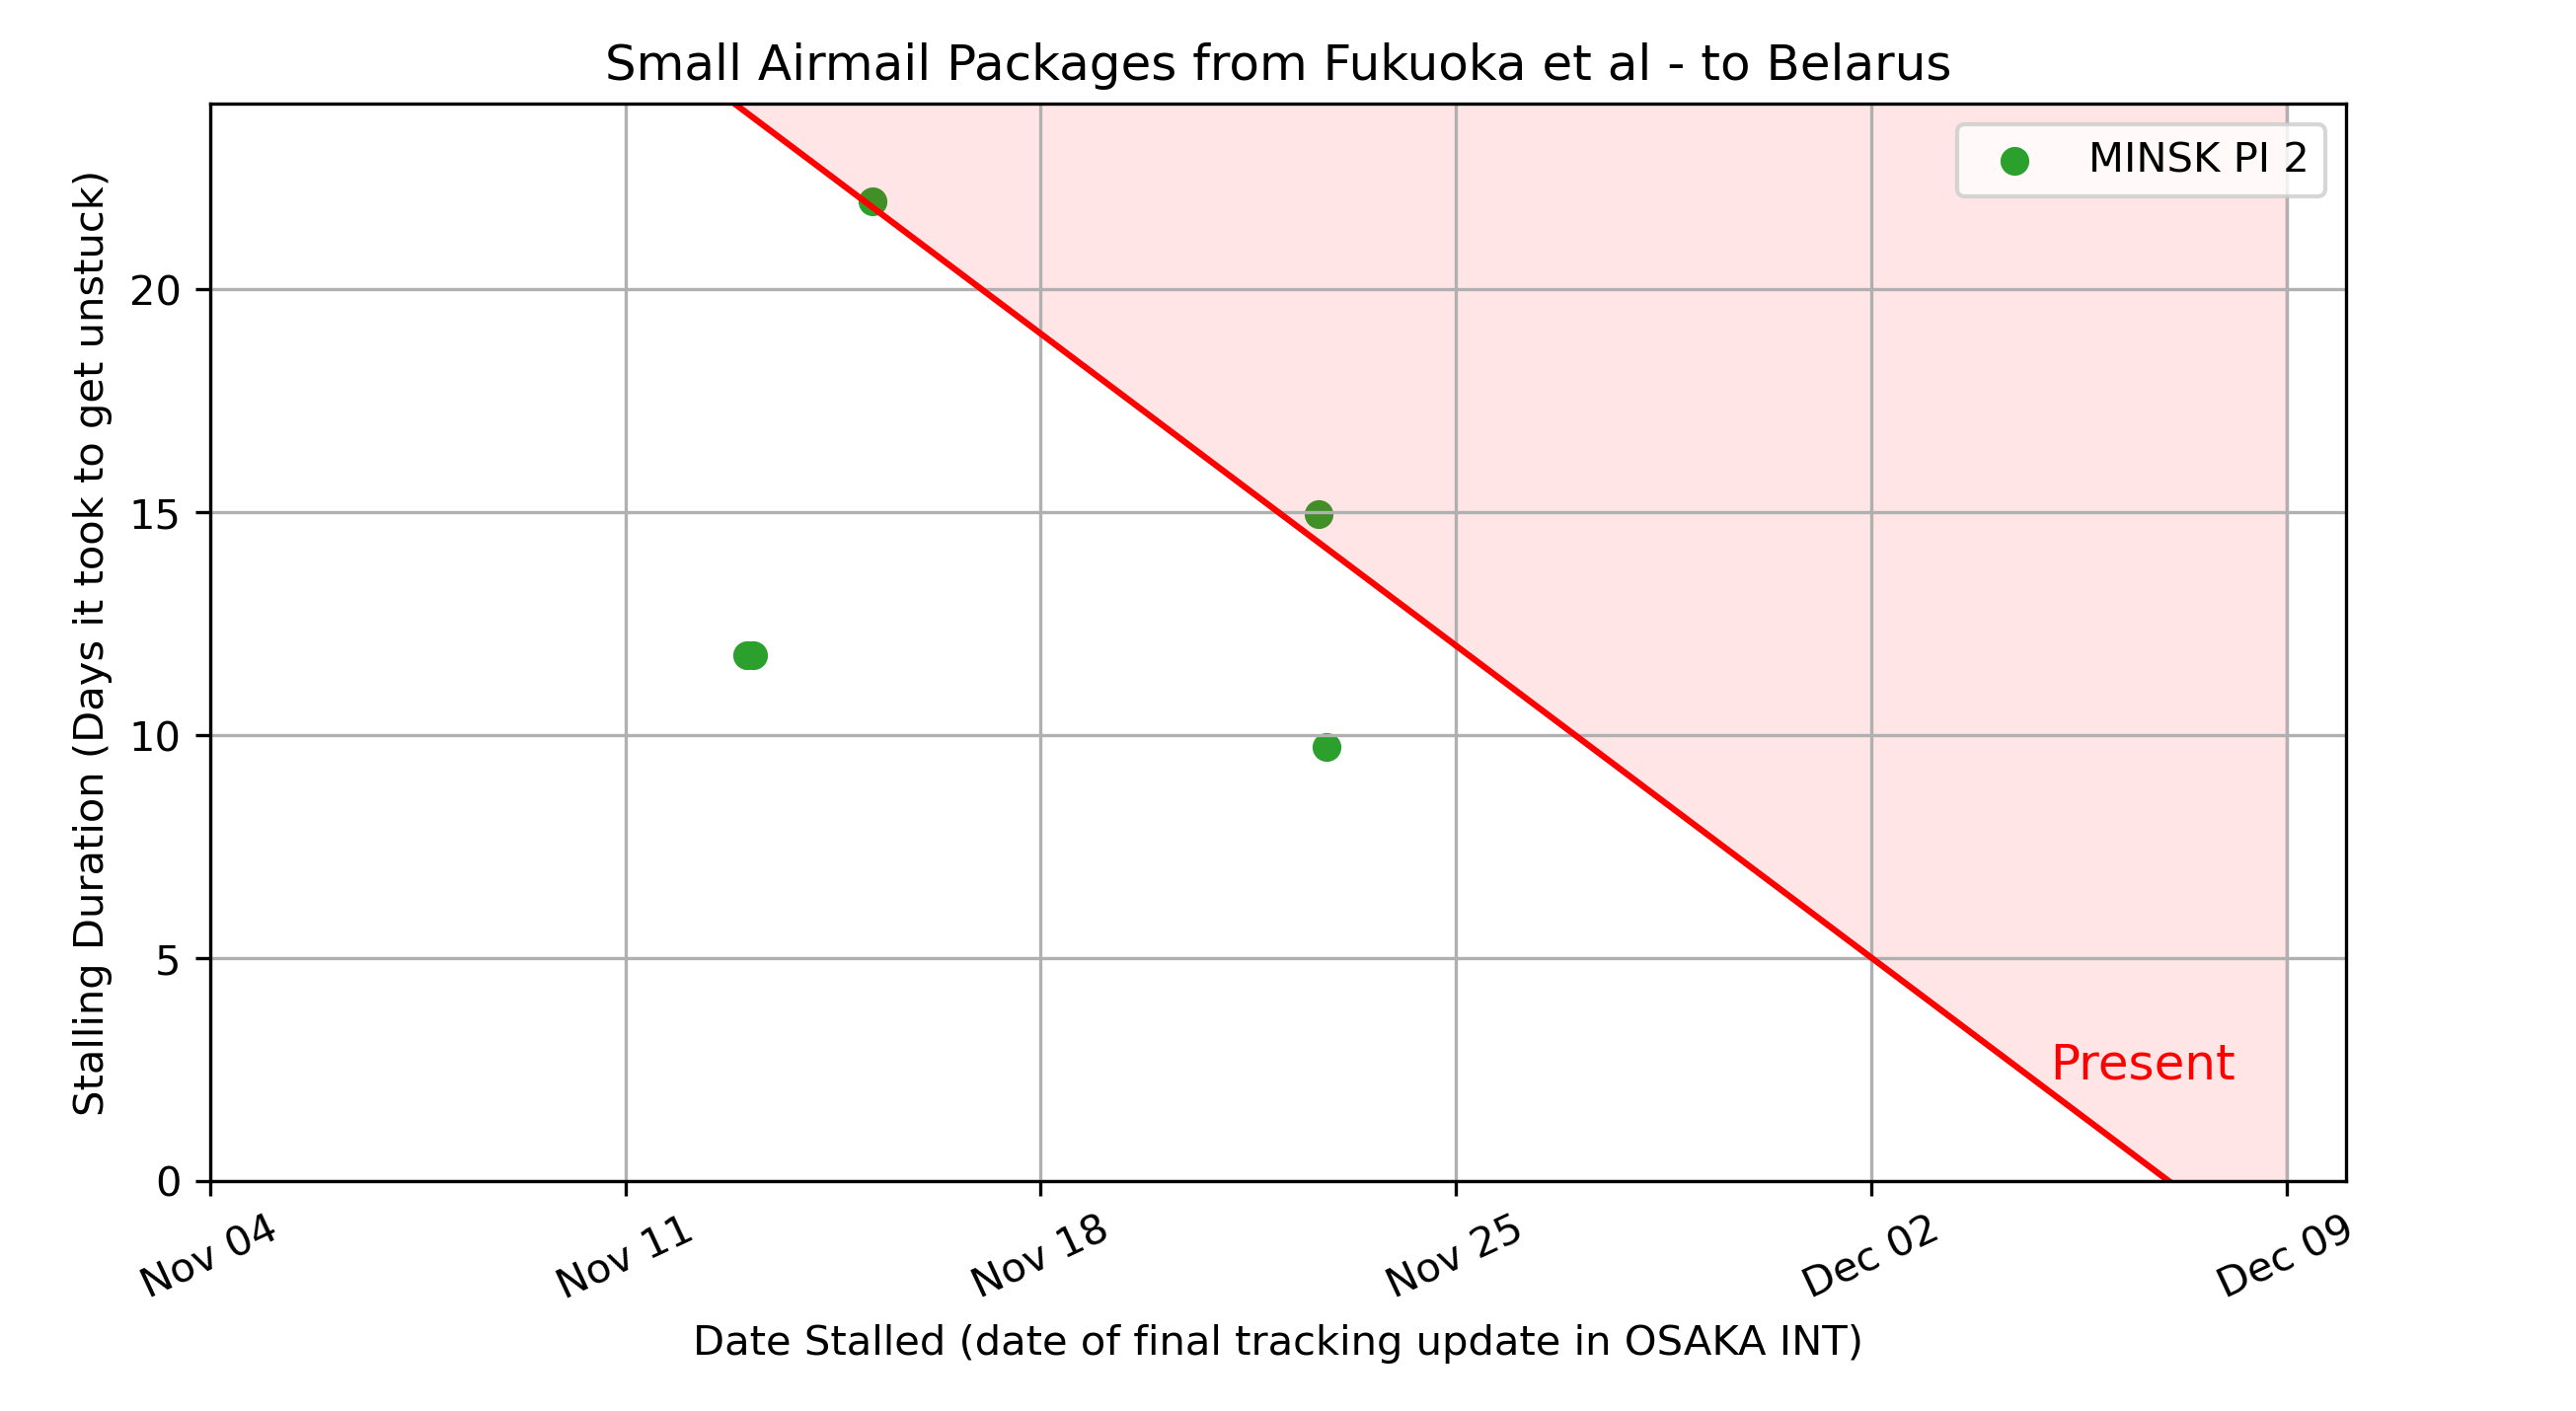 Small Airmail Packages from Fukuoka et al - to Belarus
MINSK PI 2
Stalling Duration (Days it took to get unstuck)
20
15
10
5
0
Present
Nov 04
Nov 11
Nov 18
Nov 25
Dec 02
Dec 09
Date Stalled (date of final tracking update in OSAKA INT)